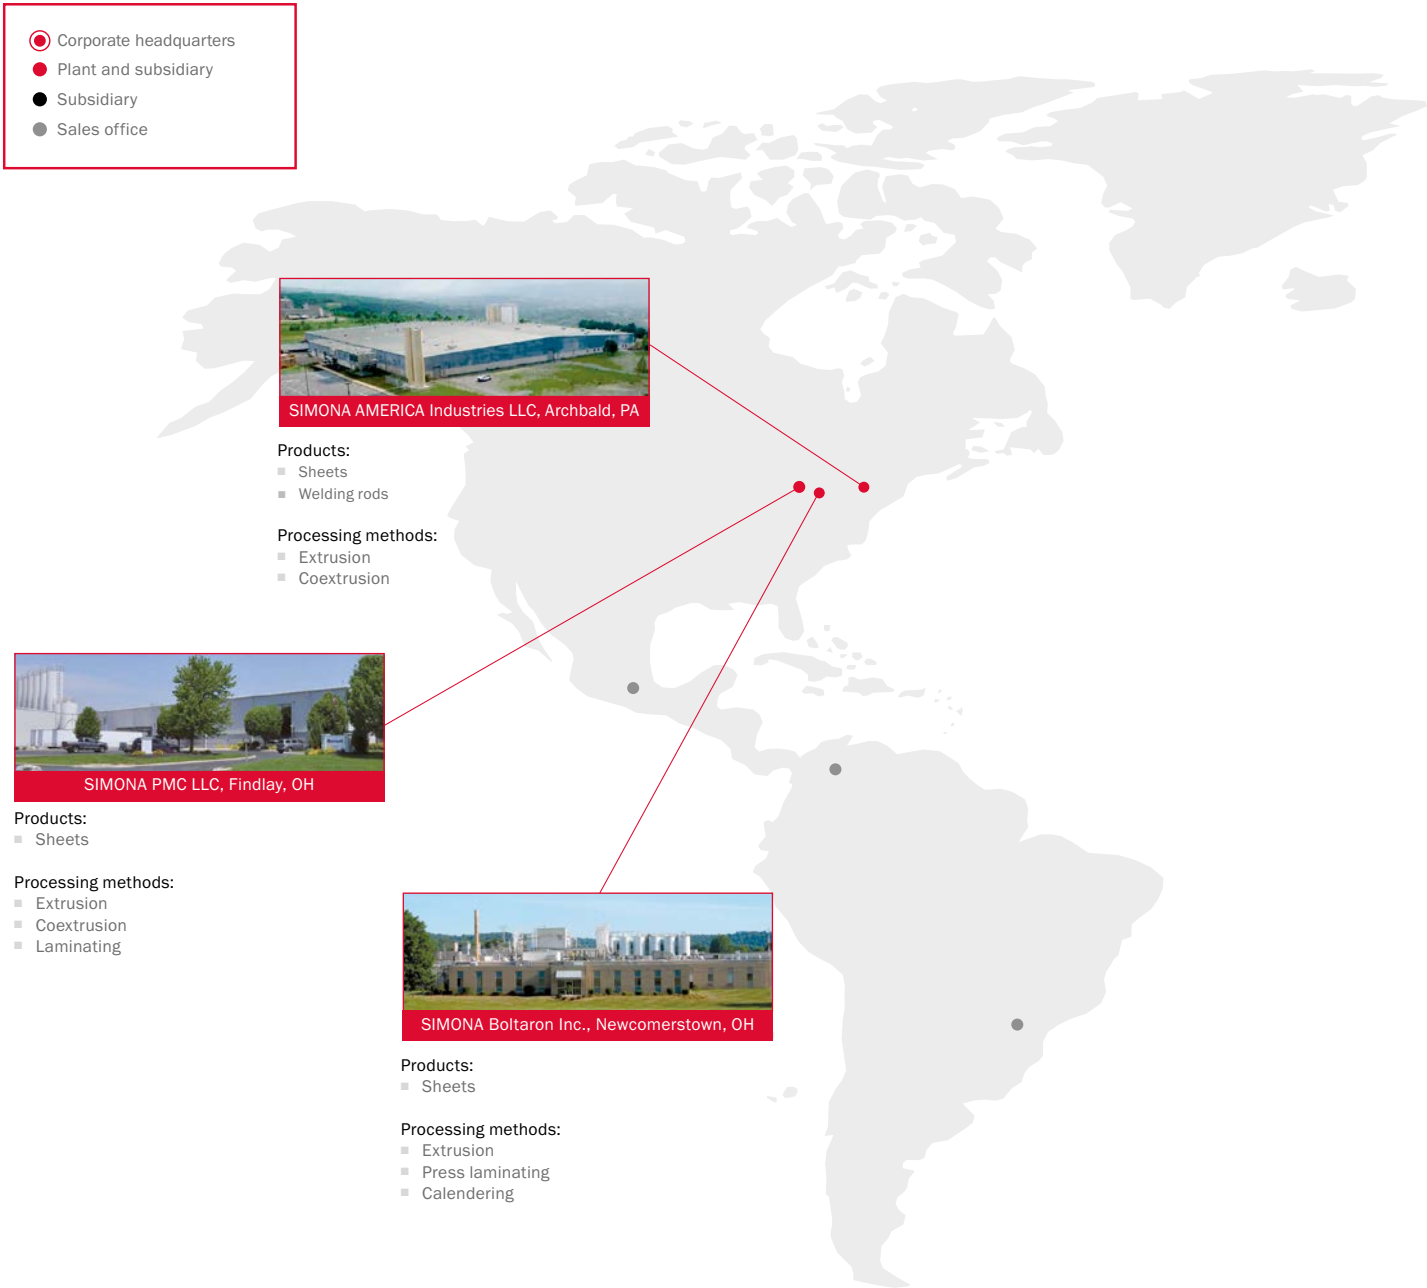 Corporate headquarters
Plant and subsidiary
Subsidiary
Sales office
SIMONA AMERICA Industries LLC, Archbald, PA
Products:
Sheets
Welding rods
Processing methods:
Extrusion
Coextrusion
SIMONA PMC LLC, Findlay, OH
Products:
Sheets
Processing methods:
Extrusion
Coextrusion
Laminating
SIMONA Boltaron Inc., Newcomerstown, OH
Products:
Sheets
Processing methods:
Extrusion
Press laminating
Calendering